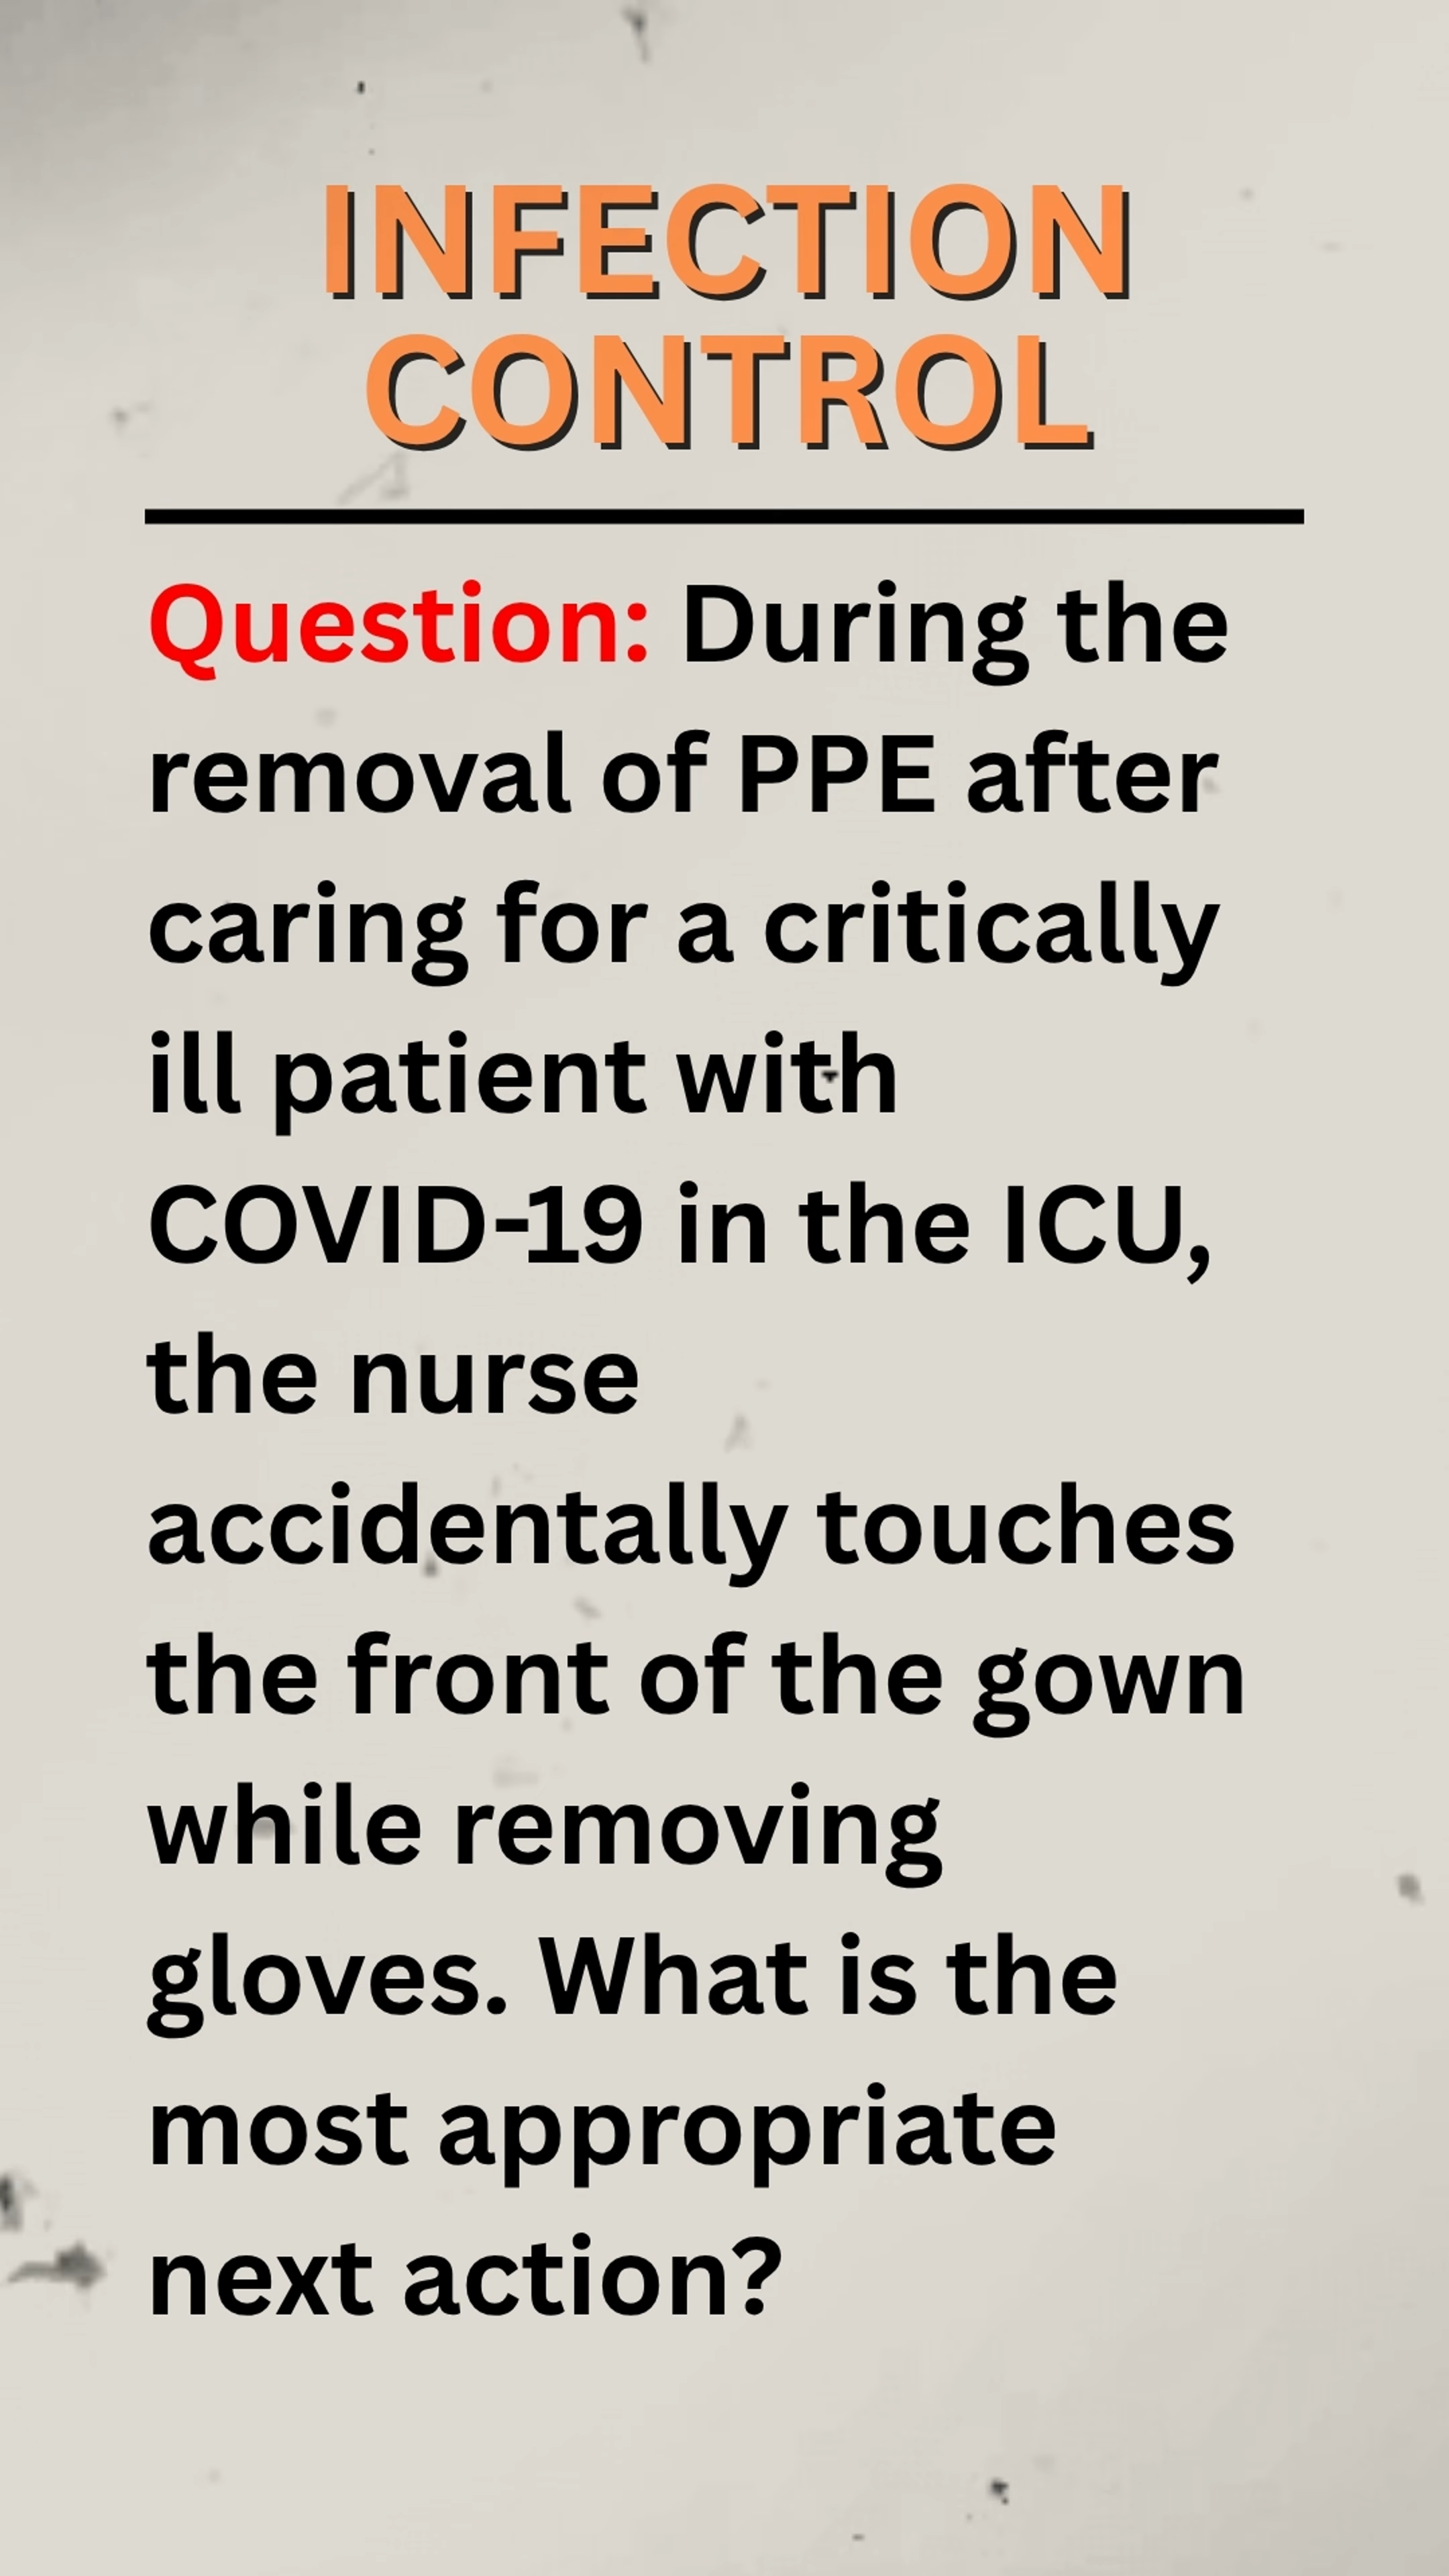 INFECTION
CONTROL
Question: During the
removal of PPE after
caring for a critically
ill patient with
COVID-19 in the ICU,
the nurse
accidentally touches
the front of the gown
while removing
gloves. What is the
most appropriate
next action?